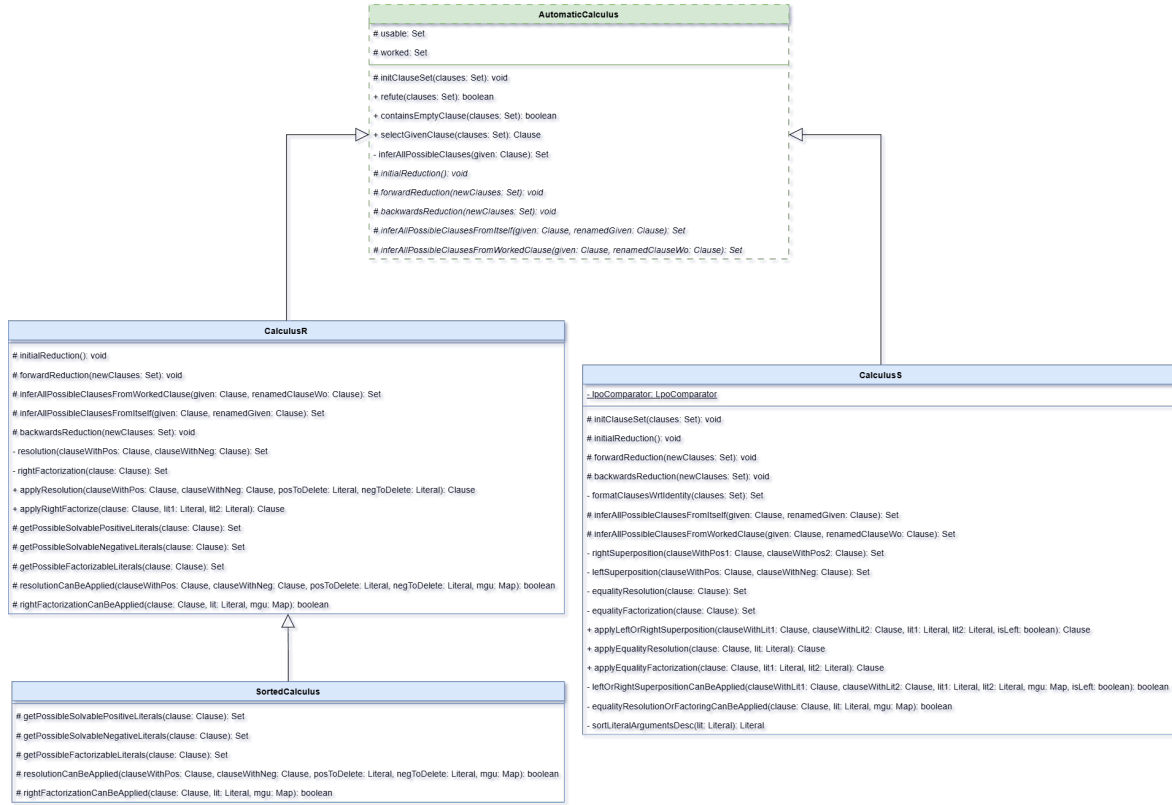 AutomaticCalculus
# usable: Set
# worked: Set
# initClauseSet(clauses: Set): void
+ refute(clauses: Set): boolean
+ containsEmptyClause(clauses: Set): boolean
+ selectGivenClause(clauses: Set): Clause
- inferAllPossibleClauses(given: Clause): Set
# initialReduction(): void
# forwardReduction(newClauses: Set): void
# backwardsReduction(newClauses: Set): void
# inferAllPossibleClausesFromItself(given: Clause, renamedGiven: Clause): Set
# inferAllPossibleClausesFromWorkedClause(given: Clause, renamedClauseWo: Clause): Set
CalculusR
# initialReduction(): void
# forwardReduction(newClauses: Set): void
# inferAllPossibleClausesFromWorkedClause(given: Clause, renamedClauseWo: Clause): Set
# inferAllPossibleClausesFromItself(given: Clause, renamedGiven: Clause): Set
# backwardsReduction(newClauses: Set): void
- resolution(clauseWithPos: Clause, clauseWithNeg: Clause): Set
- rightFactorization(clause: Clause): Set
+ applyResolution(clauseWithPos: Clause, clauseWithNeg: Clause, posToDelete: Literal, negToDelete: Literal): Clause
+ applyRightFactorize(clause: Clause, lit1: Literal, lit2: Literal): Clause
# getPossibleSolvablePositiveLiterals(clause: Clause): Set
# getPossibleSolvableNegativeLiterals(clause: Clause): Set
# getPossibleFactorizableLiterals(clause: Clause): Set
# resolutionCanBeApplied(clauseWithPos: Clause, clauseWithNeg: Clause, posToDelete: Literal, negToDelete: Literal, mgu: Map): boolean
# rightFactorizationCanBeApplied(clause: Clause, lit: Literal, mgu: Map): boolean
SortedCalculus
# getPossibleSolvablePositiveLiterals(clause: Clause): Set
# getPossibleSolvableNegativeLiterals(clause: Clause): Set
# getPossibleFactorizableLiterals(clause: Clause): Set
# resolutionCanBeApplied(clauseWithPos: Clause, clauseWithNeg: Clause, posToDelete: Literal, negToDelete: Literal, mgu: Map): boolean
# rightFactorizationCanBeApplied(clause: Clause, lit: Literal, mgu: Map): boolean
CalculusS
- lpoComparator: LpoComparator
# initClauseSet(clauses: Set): void
# initialReduction(): void
# forwardReduction(newClauses: Set): void
# backwardsReduction(newClauses: Set): void
- formatClausesWrtIdentity(clauses: Set): Set
# inferAllPossibleClausesFromItself(given: Clause, renamedGiven: Clause): Set
# inferAllPossibleClausesFromWorkedClause(given: Clause, renamedClauseWo: Clause): Set
- rightSuperposition(clauseWithPos1: Clause, clauseWithPos2: Clause): Set
- leftSuperposition(clauseWithPos: Clause, clauseWithNeg: Clause): Set
- equalityResolution(clause: Clause): Set
- equalityFactorization(clause: Clause): Set
+ applyLeftOrRightSuperposition(clauseWithLit1: Clause, clauseWithLit2: Clause, lit1: Literal, lit2: Literal, isLeft: boolean): Clause
+ applyEqualityResolution(clause: Clause, lit: Literal): Clause
+ applyEqualityFactorization(clause: Clause, lit1: Literal, lit2: Literal): Clause
- leftOrRightSuperpositionCanBeApplied(clauseWithLit1: Clause, clauseWithLit2: Clause, lit1: Literal, lit2: Literal, mgu: Map, isLeft: boolean): boolean
- equalityResolutionOrFactoringCanBeApplied(clause: Clause, lit: Literal, mgu: Map): boolean
- sortLiteralArgumentsDesc(lit: Literal): Literal